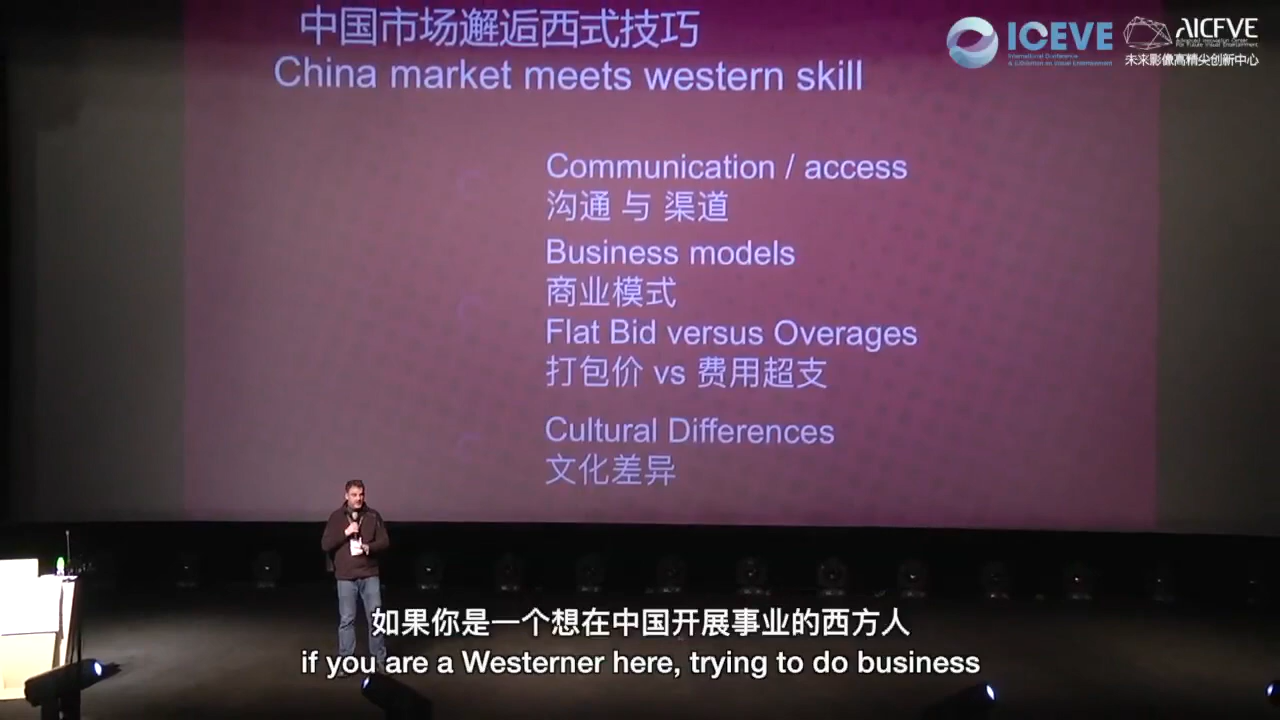 中国市场邂逅西式技巧
China market meets western skill
ICEVE
AICFVE
未来影像高精尖创新中心
Communication / access
沟通 与 渠道
Business models
商业模式
Flat Bid versus Overages
打包价 vs 费用超支
Cultural Differences
文化差异
如果你是一个想在中国开展事业的西方人
if you are a Westerner here, trying to do business